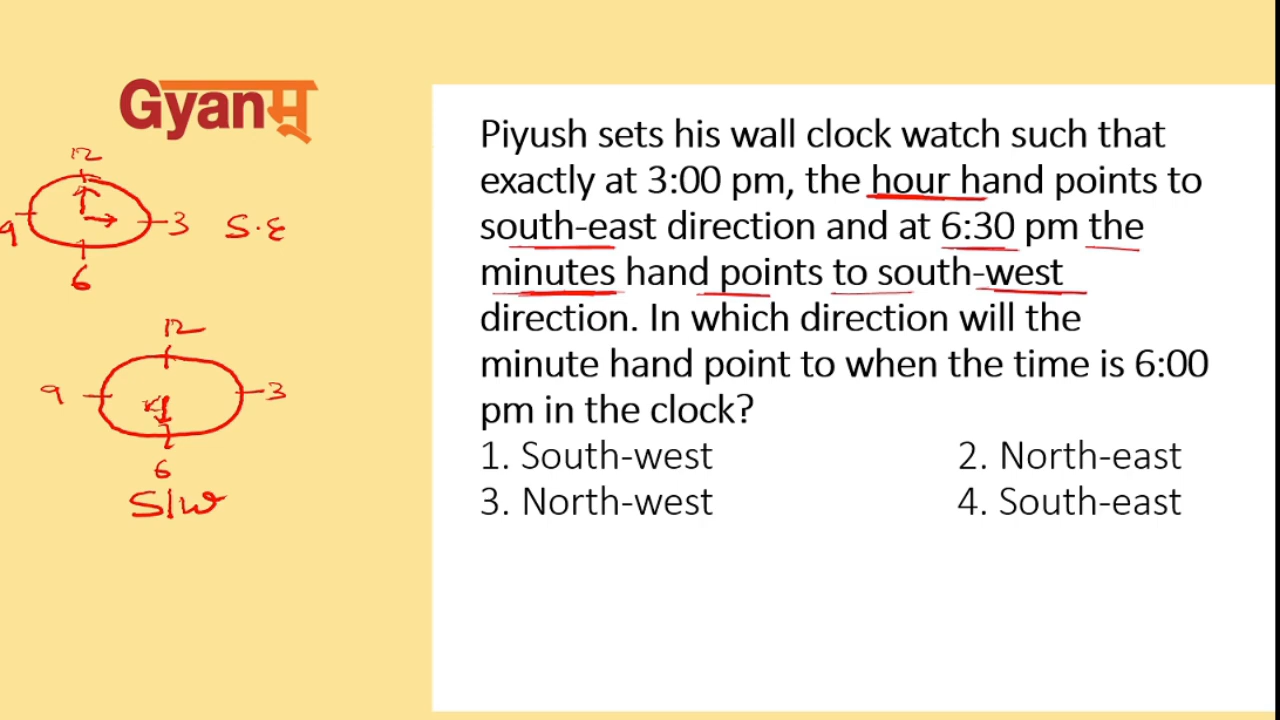 Gyanम्
12
9
3
S.E
6
12
9
3
6
S/W
Piyush sets his wall clock watch such that
exactly at 3:00 pm, the hour hand points to
south-east direction and at 6:30 pm the
minutes hand points to south-west
direction. In which direction will the
minute hand point to when the time is 6:00
pm in the clock?
1. South-west 2. North-east
3. North-west 4. South-east